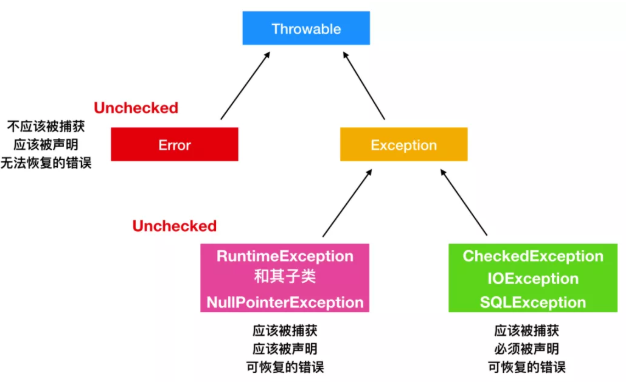 Throwable
Unchecked
不应该被捕获
应该被声明
无法恢复的错误
Error
Exception
Unchecked
RuntimeException
和其子类
NullPointerException
CheckedException
IOException
SQLException
应该被捕获
应该被声明
可恢复的错误
应该被捕获
必须被声明
可恢复的错误